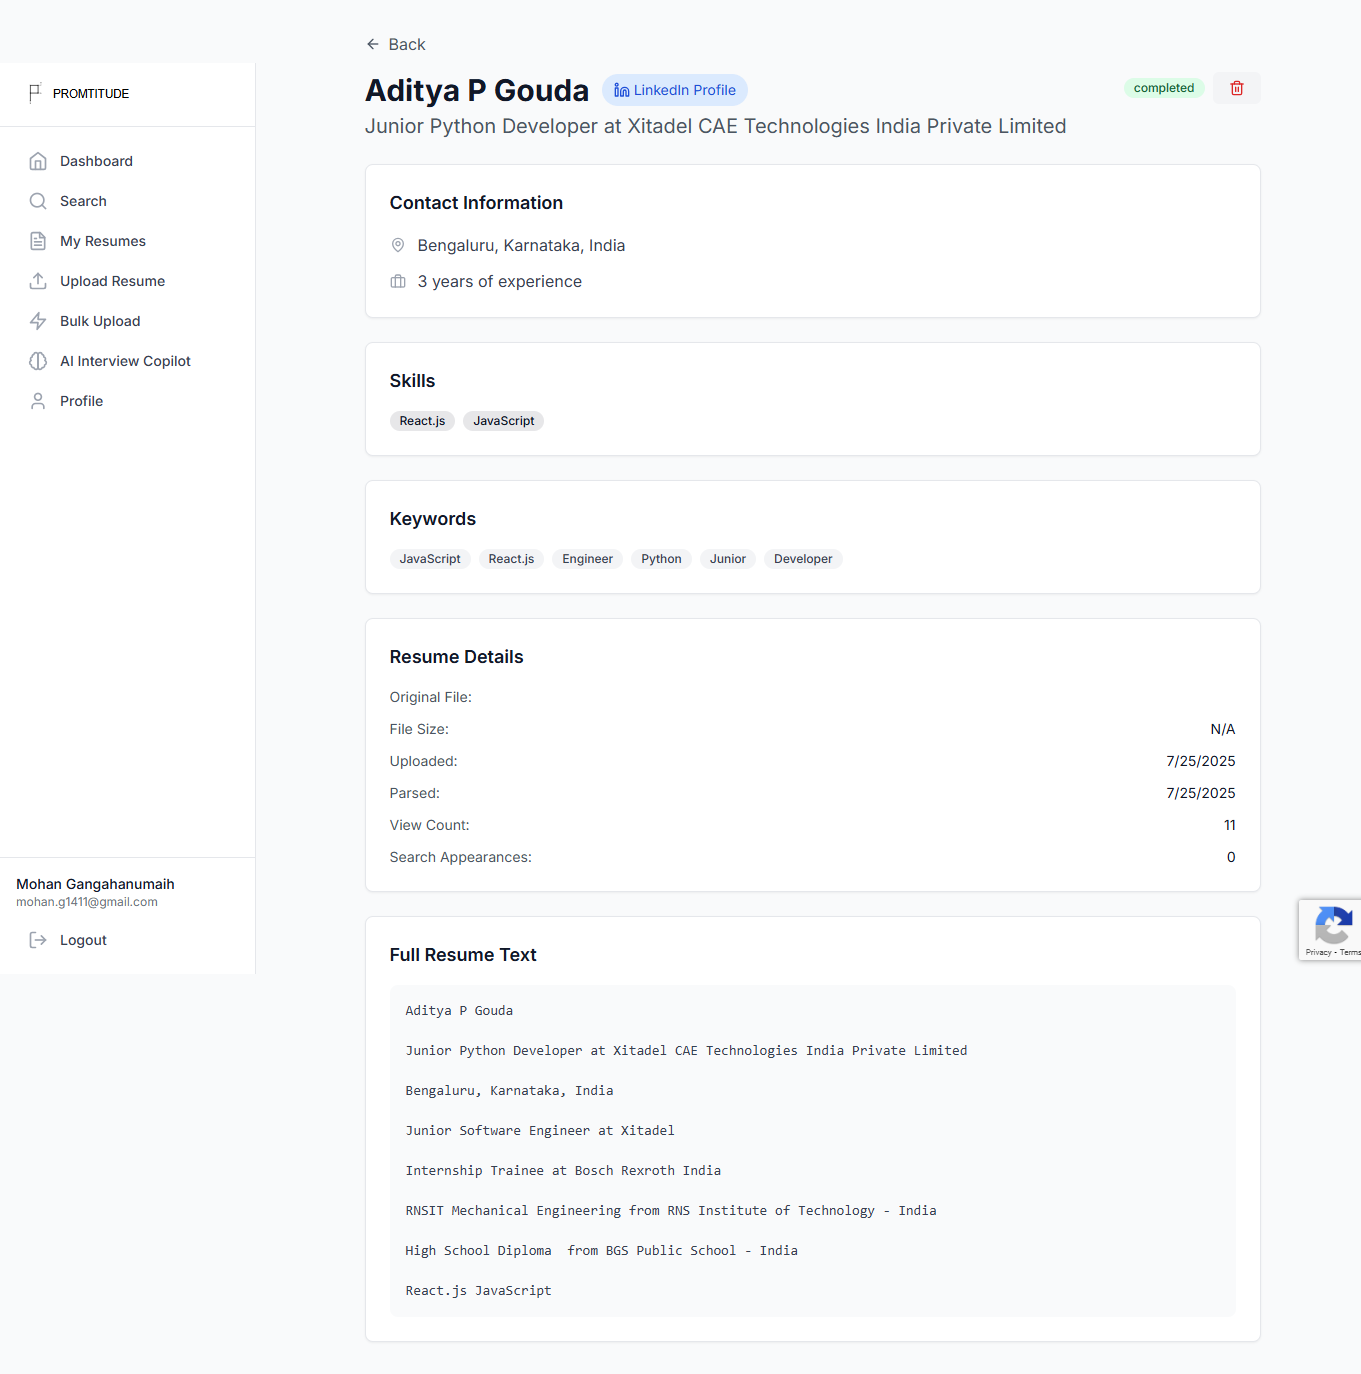 Back
PROMTITUDE
Aditya P Gouda
LinkedIn Profile
completed
Junior Python Developer at Xitadel CAE Technologies India Private Limited
Dashboard
Search
My Resumes
Upload Resume
Bulk Upload
AI Interview Copilot
Profile
Mohan Gangahanumaih
mohan.g1411@gmail.com
Logout
Contact Information
Bengaluru, Karnataka, India
3 years of experience
Skills
React.js JavaScript
Keywords
JavaScript React.js Engineer Python Junior Developer
Resume Details
Original File:
File Size: N/A
Uploaded: 7/25/2025
Parsed: 7/25/2025
View Count: 11
Search Appearances: 0
Full Resume Text
Aditya P Gouda
Junior Python Developer at Xitadel CAE Technologies India Private Limited
Bengaluru, Karnataka, India
Junior Software Engineer at Xitadel
Internship Trainee at Bosch Rexroth India
RNSIT Mechanical Engineering from RNS Institute of Technology - India
High School Diploma  from BGS Public School - India
React.js JavaScript
Privacy - Terms